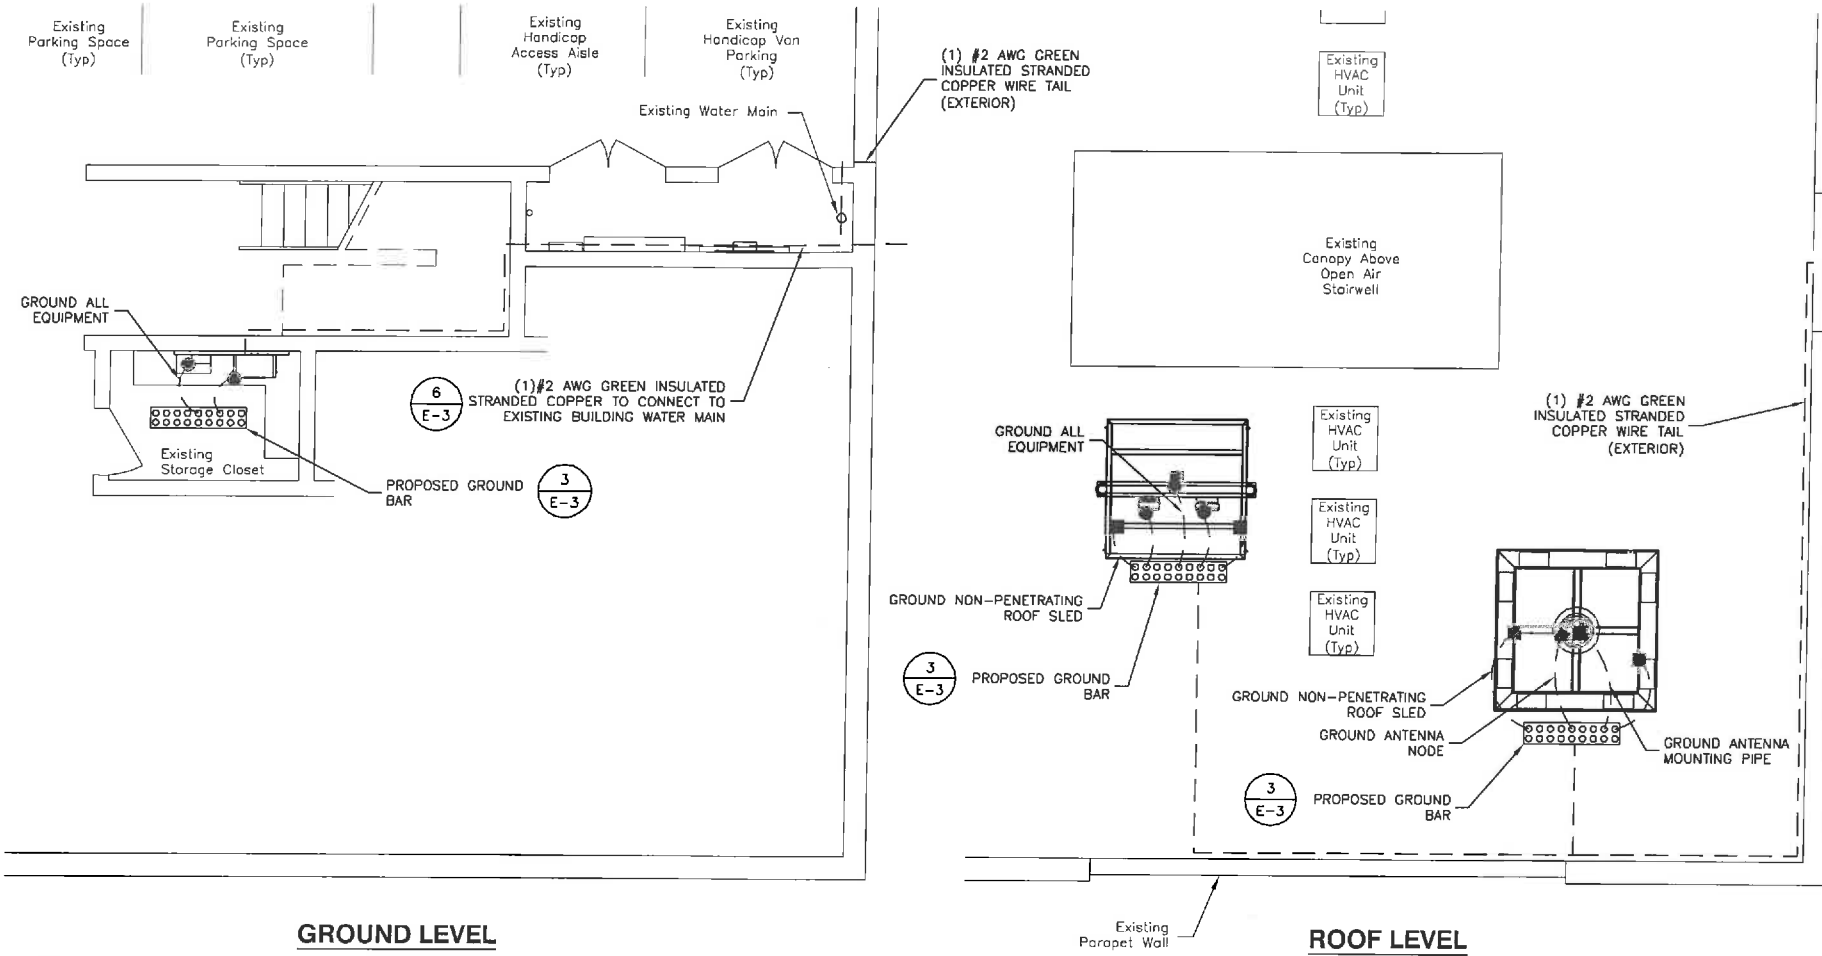 Existing
Parking Space
(Typ)
Existing
Parking Space
(Typ)
Existing
Handicap
Access Aisle
(Typ)
Existing
Handicap Van
Parking
(Typ)
Existing Water Main
(1) #2 AWG GREEN
INSULATED STRANDED
COPPER WIRE TAIL
(EXTERIOR)
GROUND ALL
EQUIPMENT
6
E-3
(1)#2 AWG GREEN INSULATED
STRANDED COPPER TO CONNECT TO
EXISTING BUILDING WATER MAIN
Existing
Storage Closet
PROPOSED GROUND
BAR
3
E-3
GROUND LEVEL
Existing
HVAC
Unit
(Typ)
Existing
Canopy Above
Open Air
Stairwell
(1) #2 AWG GREEN
INSULATED STRANDED
COPPER WIRE TAIL
(EXTERIOR)
GROUND ALL
EQUIPMENT
Existing
HVAC
Unit
(Typ)
Existing
HVAC
Unit
(Typ)
Existing
HVAC
Unit
(Typ)
GROUND NON-PENETRATING
ROOF SLED
3
E-3
PROPOSED GROUND
BAR
GROUND NON-PENETRATING
ROOF SLED
GROUND ANTENNA
NODE
GROUND ANTENNA
MOUNTING PIPE
3
E-3
PROPOSED GROUND
BAR
Existing
Parapet Wall
ROOF LEVEL